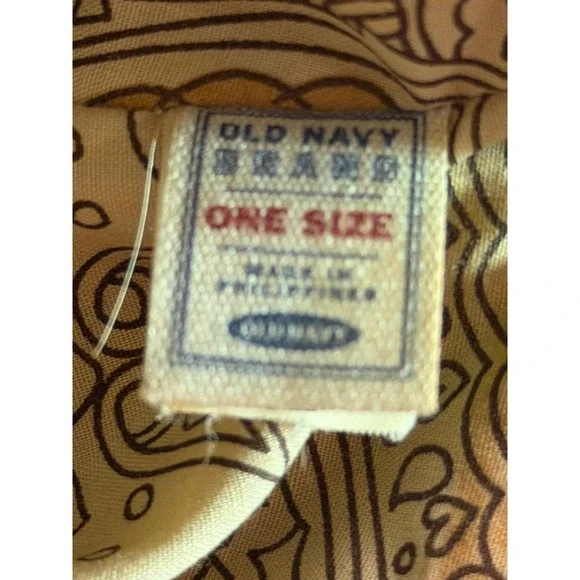 OLD NAVY
BRAND
ONE SIZE
MADE IN
PHILIPPINES
OLD NAVY